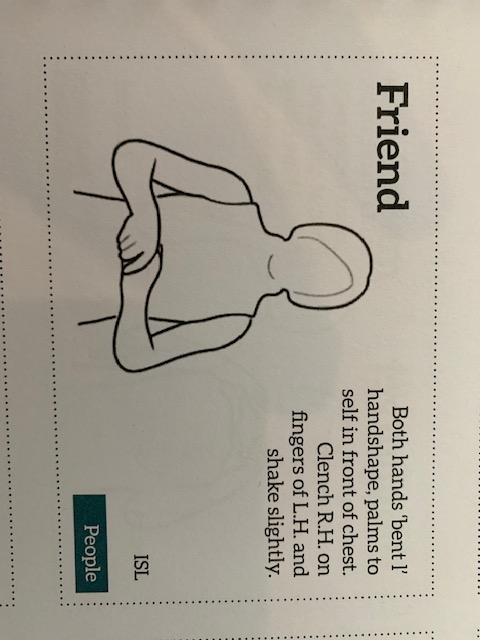 Friend
Both hands 'bent l'
handshape, palms to
self in front of chest.
Clench R.H. on
fingers of L.H. and
shake slightly.
ISL
People